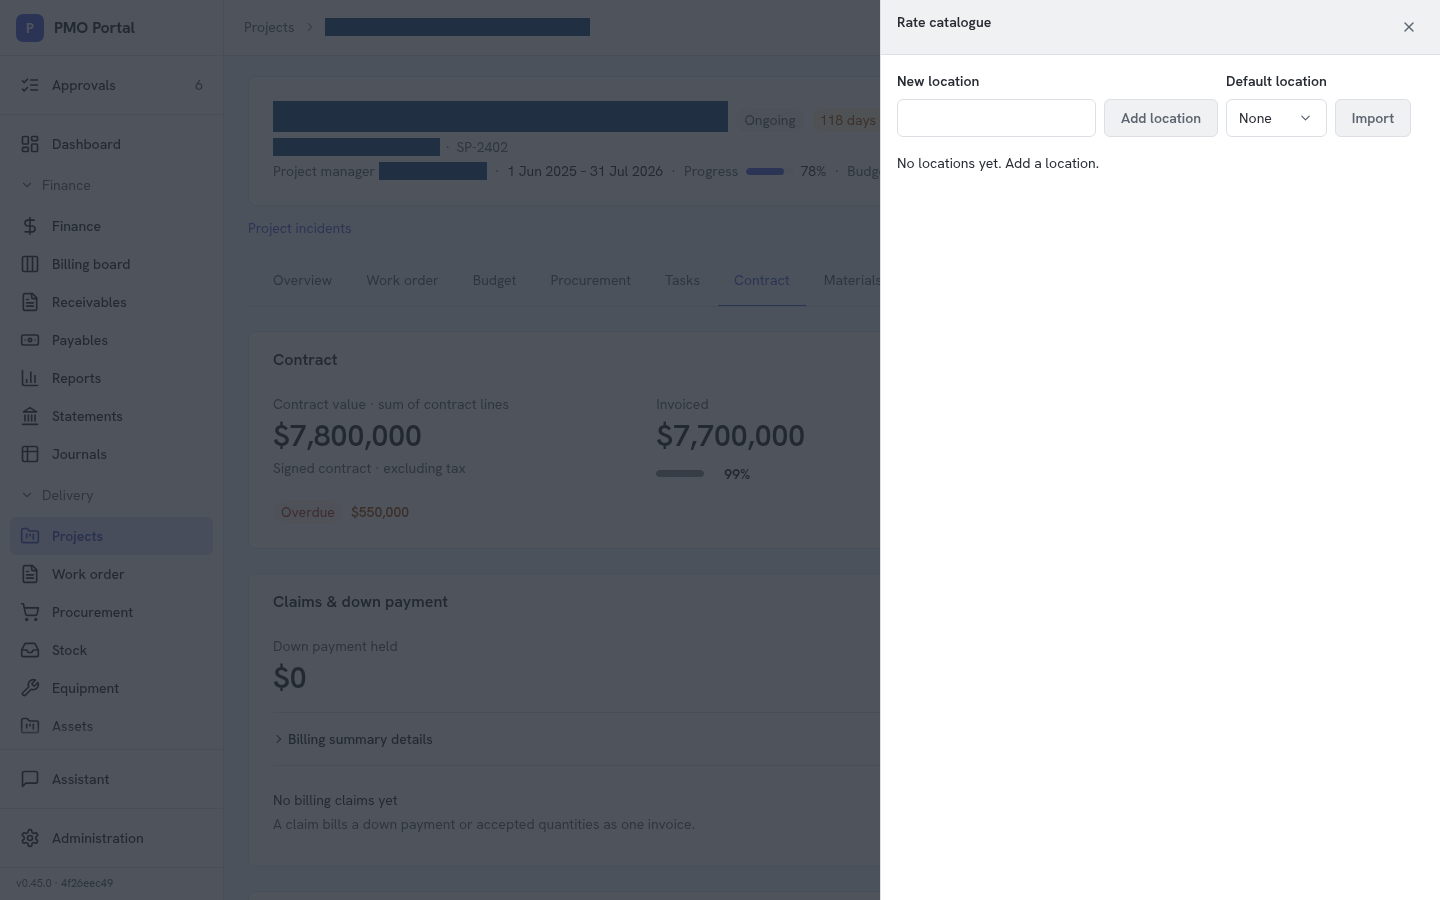 P PMO Portal
Approvals 6
Dashboard
Finance
Finance
Billing board
Receivables
Payables
Reports
Statements
Journals
Delivery
Projects
Work order
Procurement
Stock
Equipment
Assets
Assistant
Administration
v0.45.0 · 4f26eec49
Projects
Ongoing 118 days
· SP-2402
Project manager · 1 Jun 2025 – 31 Jul 2026 · Progress 78% · Budg
Project incidents
Overview Work order Budget Procurement Tasks Contract Materials
Contract
Contract value · sum of contract lines
$7,800,000
Signed contract · excluding tax
Invoiced
$7,700,000
99%
Overdue $550,000
Claims & down payment
Down payment held
$0
Billing summary details
No billing claims yet
A claim bills a down payment or accepted quantities as one invoice.
Rate catalogue
New location
Add location
Default location
None
Import
No locations yet. Add a location.